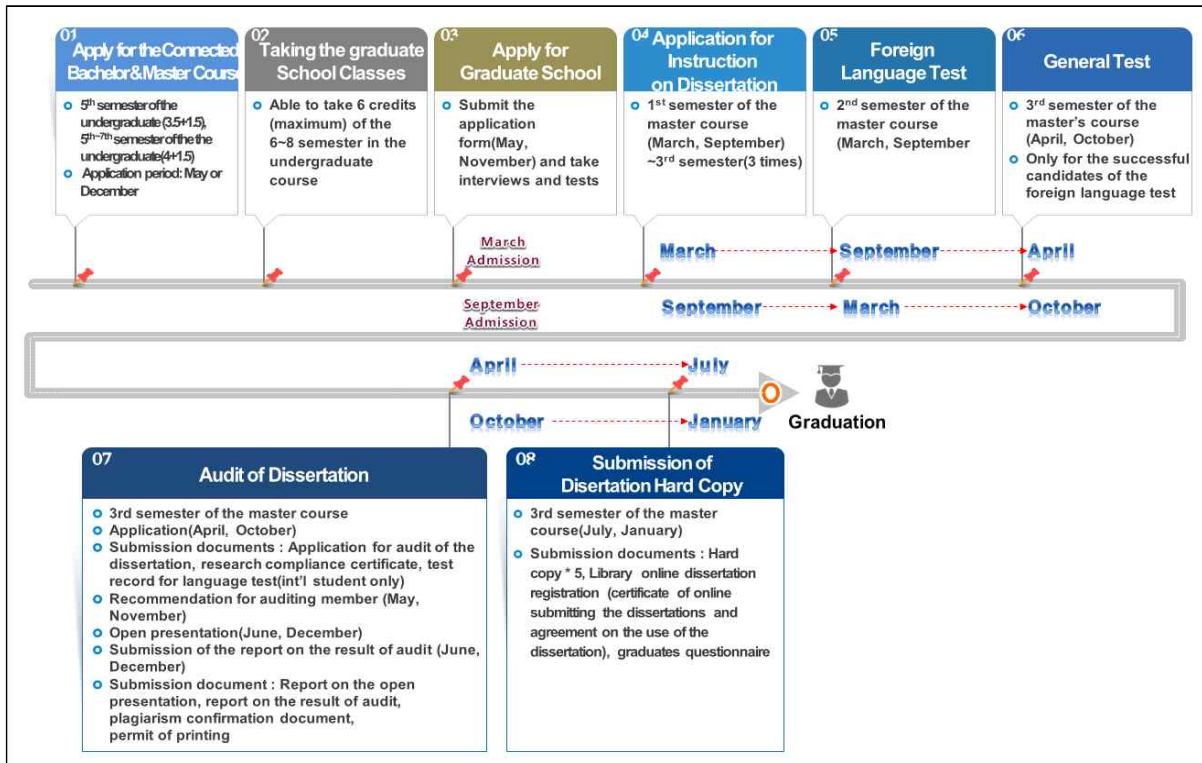 01
Apply for the Connected
Bachelor & Master Course
5th semester of the
undergraduate (3.5+1.5),
5th~7th semester of the the
undergraduate(4+1.5)
Application period: May or
December
02
Taking the graduate
School Classes
Able to take 6 credits
(maximum) of the
6~8 semester in the
undergraduate
course
03
Apply for
Graduate School
Submit the
application
form(May,
November) and take
interviews and tests
04
Application for
Instruction
on Dissertation
1st semester of the
master course
(March, September)
~3rd semester(3 times)
05
Foreign
Language Test
2nd semester of the
master course
(March, September
06
General Test
3rd semester of the
master's course
(April, October)
Only for the successful
candidates of the
foreign language test
March
Admission
March
September
April
September
Admission
September
March
October
April
July
October
January
Graduation
07
Audit of Dissertation
3rd semester of the master course
Application(April, October)
Submission documents : Application for audit of the
dissertation, research compliance certificate, test
record for language test(int'l student only)
Recommendation for auditing member (May,
November)
Open presentation(June, December)
Submission of the report on the result of audit (June,
December)
Submission document : Report on the open
presentation, report on the result of audit,
plagiarism confirmation document,
permit of printing
08
Submission of
Disertation Hard Copy
3rd semester of the master
course(July, January)
Submission documents : Hard
copy * 5, Library online dissertation
registration (certificate of online
submitting the dissertations and
agreement on the use of the
dissertation), graduates questionnaire